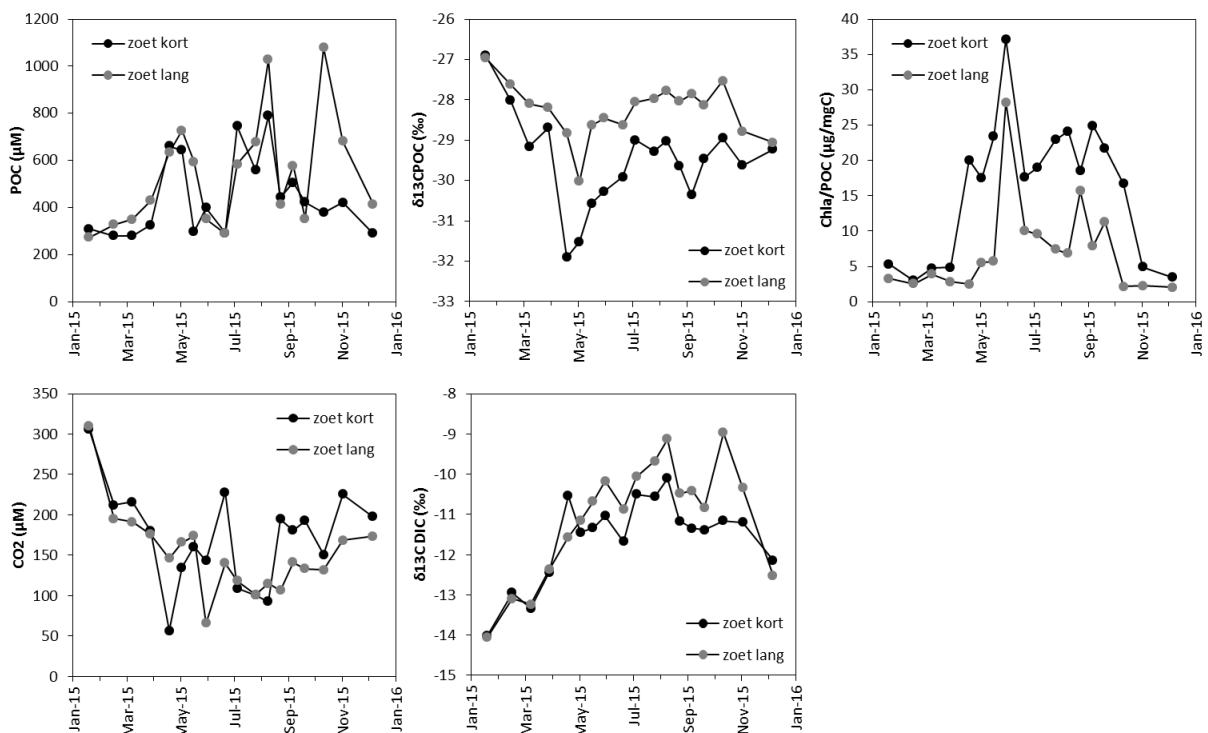 POC (µM)
1200
1000
800
600
400
200
0
zoet kort
zoet lang
Jan-15
Mar-15
May-15
Jul-15
Sep-15
Nov-15
Jan-16
δ13CPOC (‰)
-26
-27
-28
-29
-30
-31
-32
-33
zoet kort
zoet lang
Jan-15
Mar-15
May-15
Jul-15
Sep-15
Nov-15
Jan-16
Chla/POC (µg/mgC)
40
35
30
25
20
15
10
5
0
zoet kort
zoet lang
Jan-15
Mar-15
May-15
Jul-15
Sep-15
Nov-15
Jan-16
CO2 (µM)
350
300
250
200
150
100
50
0
zoet kort
zoet lang
Jan-15
Mar-15
May-15
Jul-15
Sep-15
Nov-15
Jan-16
δ13C DIC (‰)
-8
-9
-10
-11
-12
-13
-14
-15
zoet kort
zoet lang
Jan-15
Mar-15
May-15
Jul-15
Sep-15
Nov-15
Jan-16